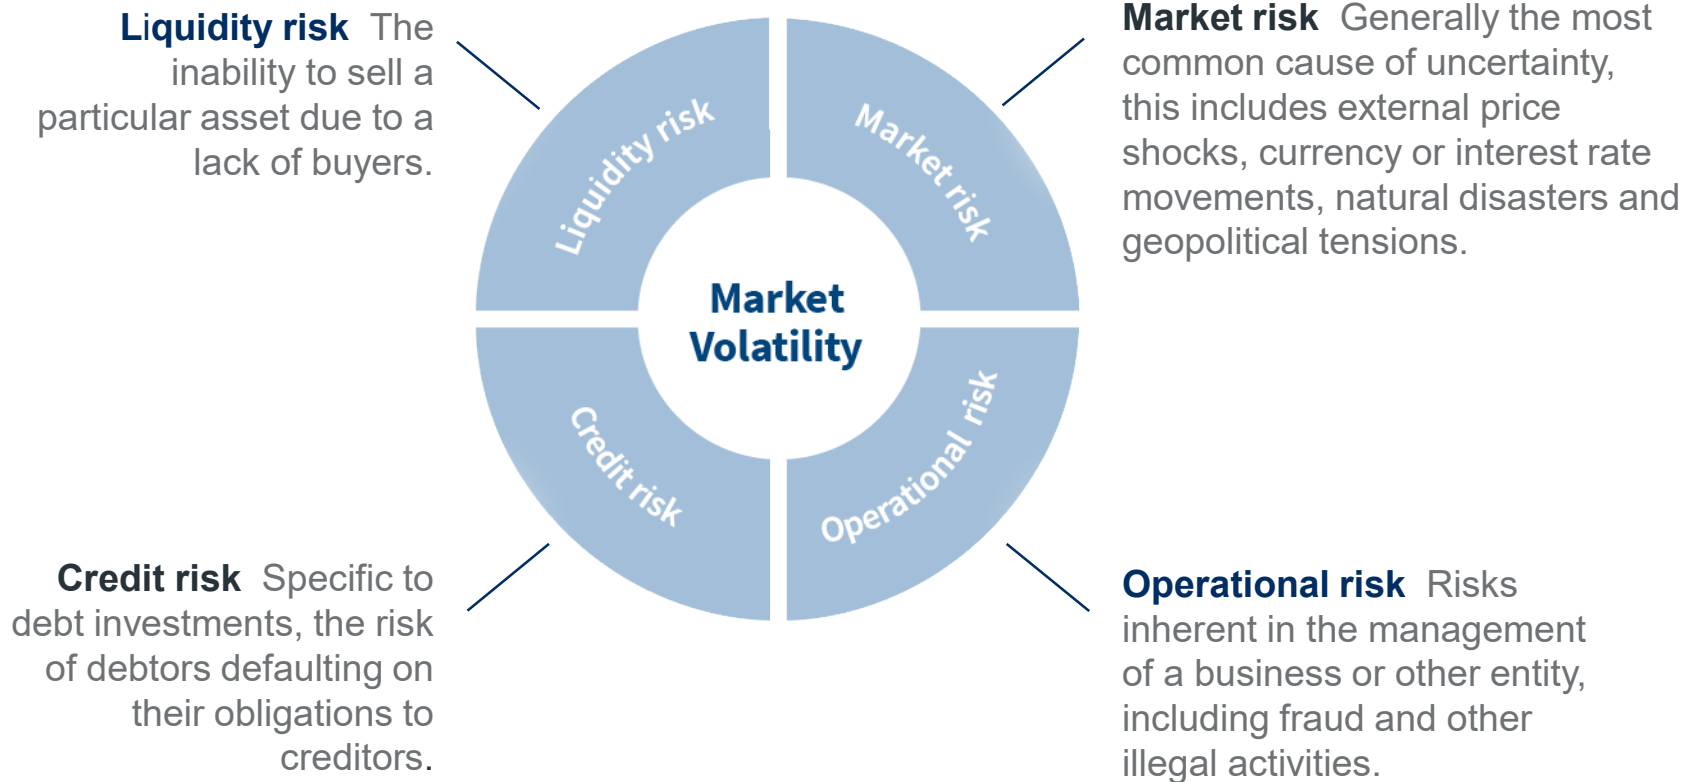 Liquidity risk The
inability to sell a
particular asset due to a
lack of buyers.
Market risk Generally the most
common cause of uncertainty,
this includes external price
shocks, currency or interest rate
movements, natural disasters and
geopolitical tensions.
Liquidity risk
Market risk
Market
Volatility
Credit risk
Operational risk
Credit risk Specific to
debt investments, the risk
of debtors defaulting on
their obligations to
creditors.
Operational risk Risks
inherent in the management
of a business or other entity,
including fraud and other
illegal activities.